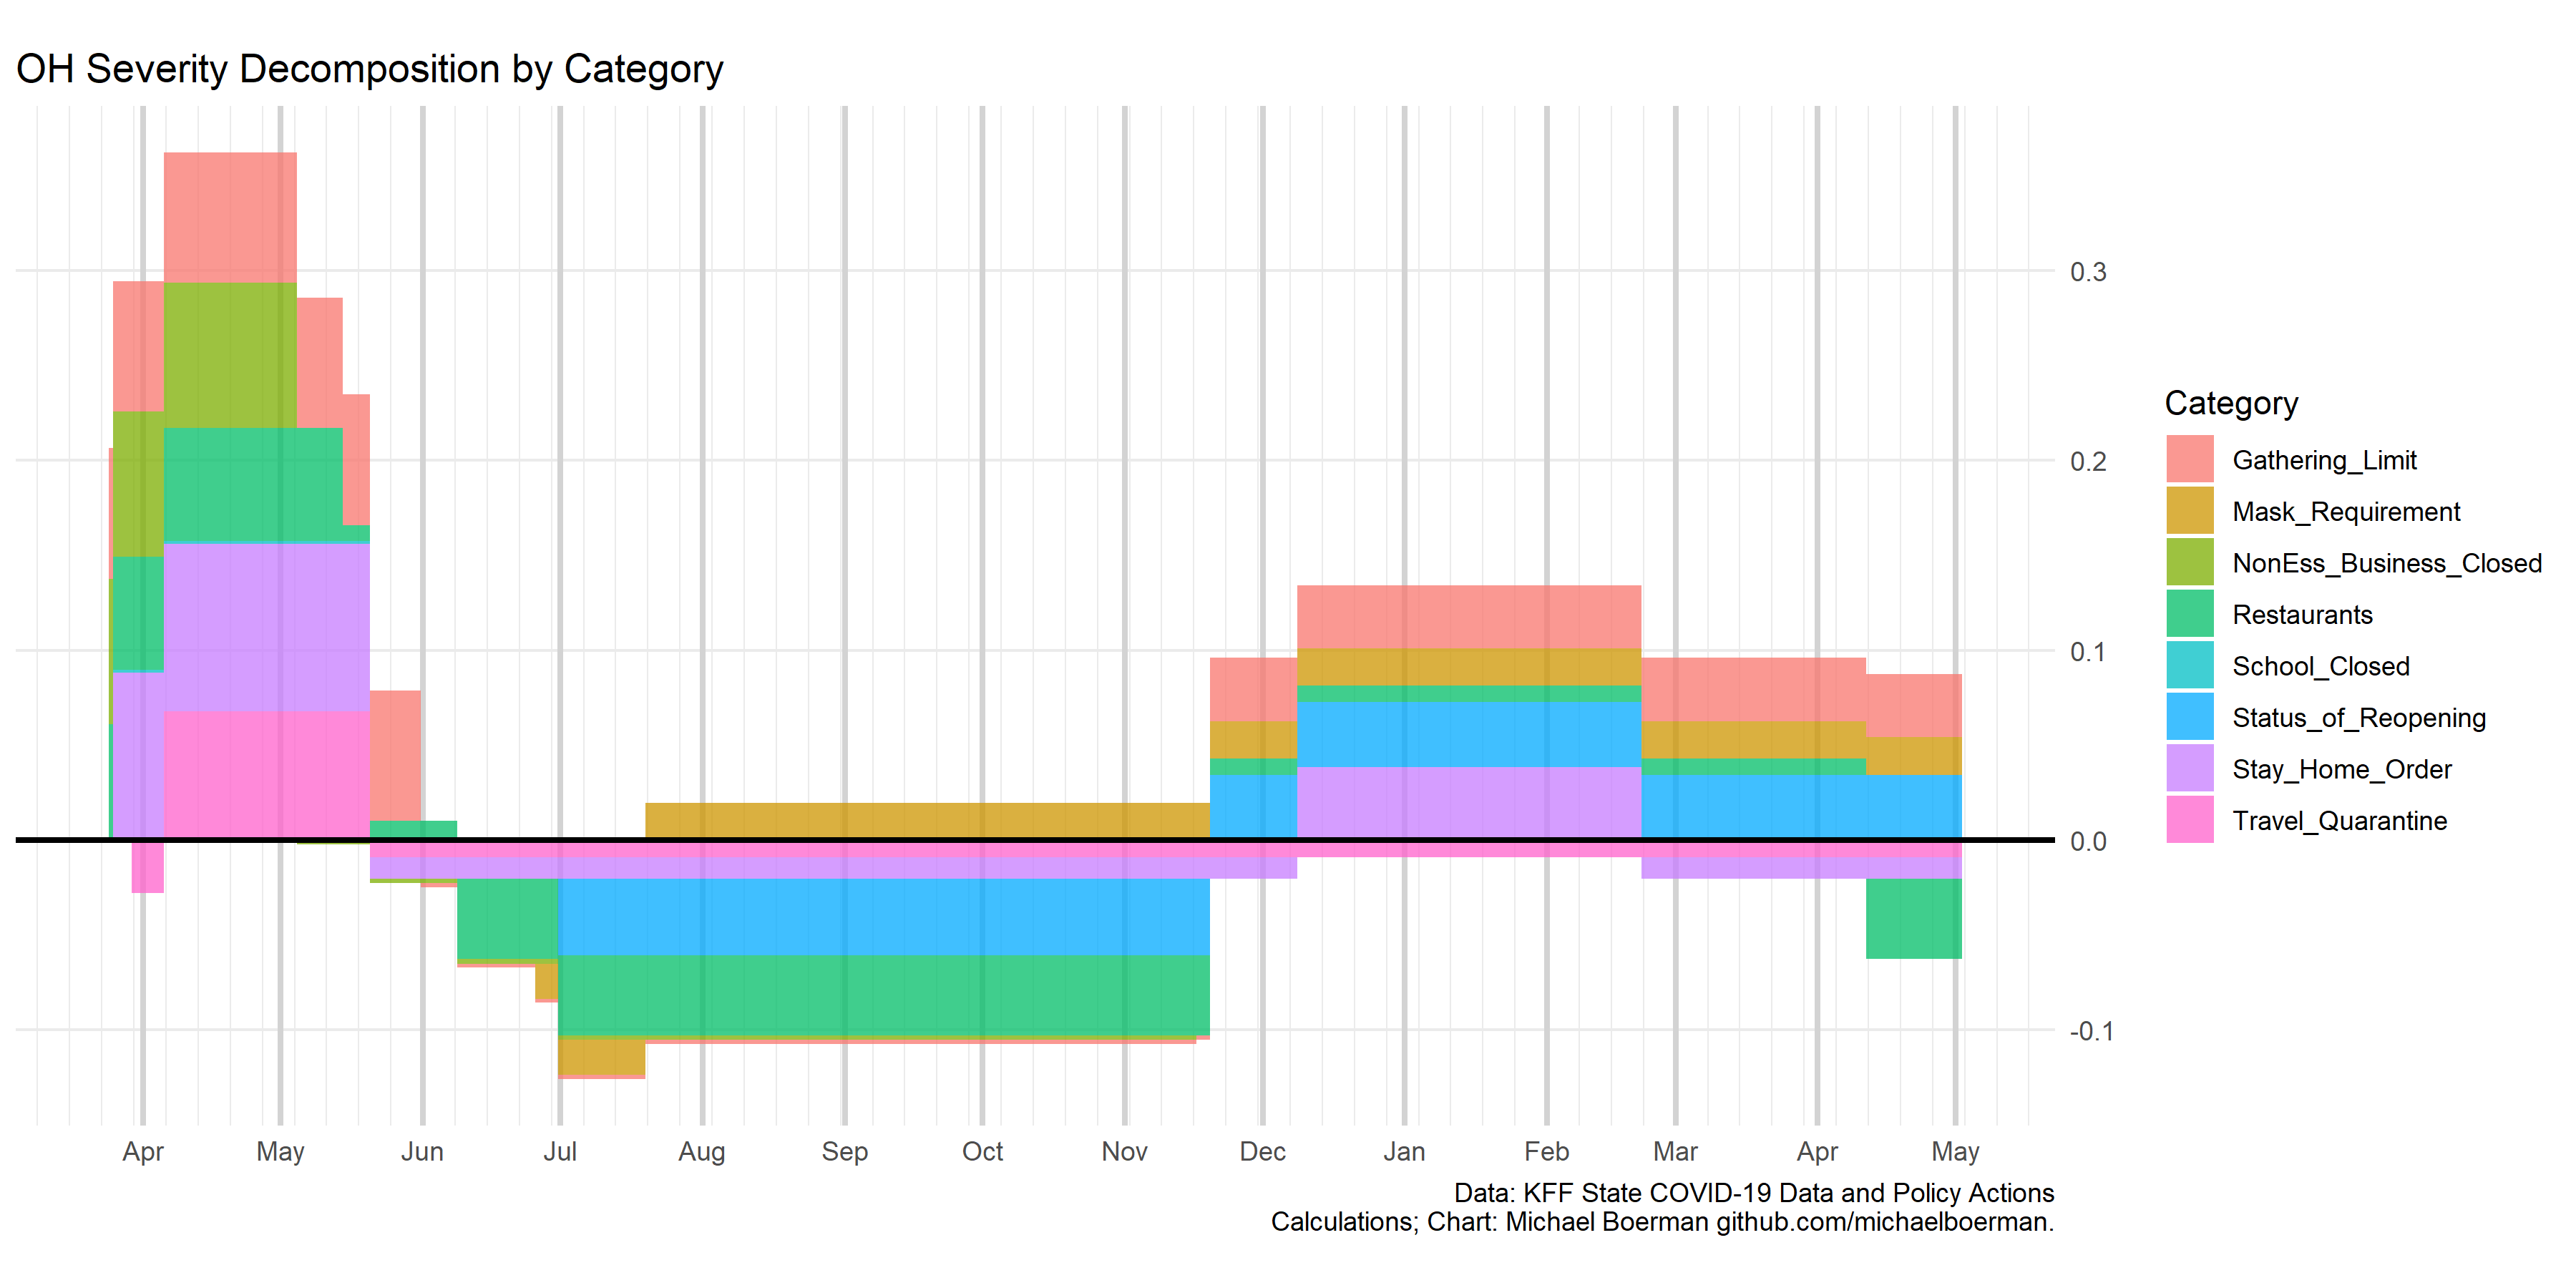 OH Severity Decomposition by Category
0.3
0.2
0.1
0.0
-0.1
Apr May Jun Jul Aug Sep Oct Nov Dec Jan Feb Mar Apr May
Data: KFF State COVID-19 Data and Policy Actions
Calculations; Chart: Michael Boerman github.com/michaelboerman.
Category
Gathering_Limit
Mask_Requirement
NonEss_Business_Closed
Restaurants
School_Closed
Status_of_Reopening
Stay_Home_Order
Travel_Quarantine